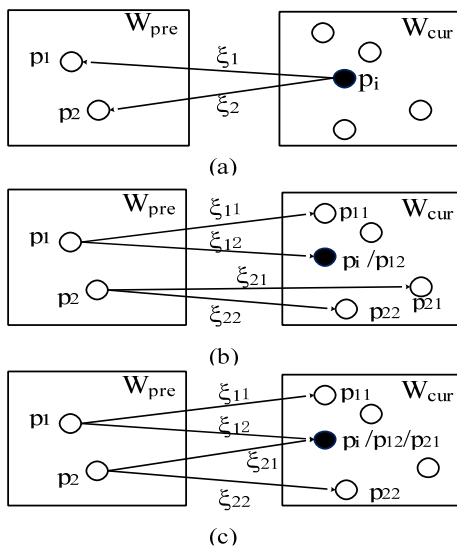 Wpre
Wcur
p1
ξ1
pi
p2
ξ2
(a)
Wpre
Wcur
ξ11
p11
p1
ξ12
pi /p12
p2
ξ21
p21
ξ22
p22
(b)
Wpre
Wcur
ξ11
p11
p1
ξ12
pi /p12/p21
ξ21
p2
ξ22
p22
(c)